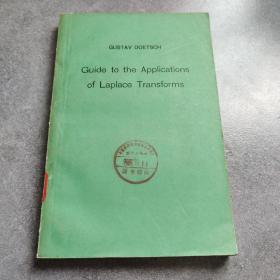 GUSTAV DOETSCH
Guide to the Applications
of Laplace Transforms